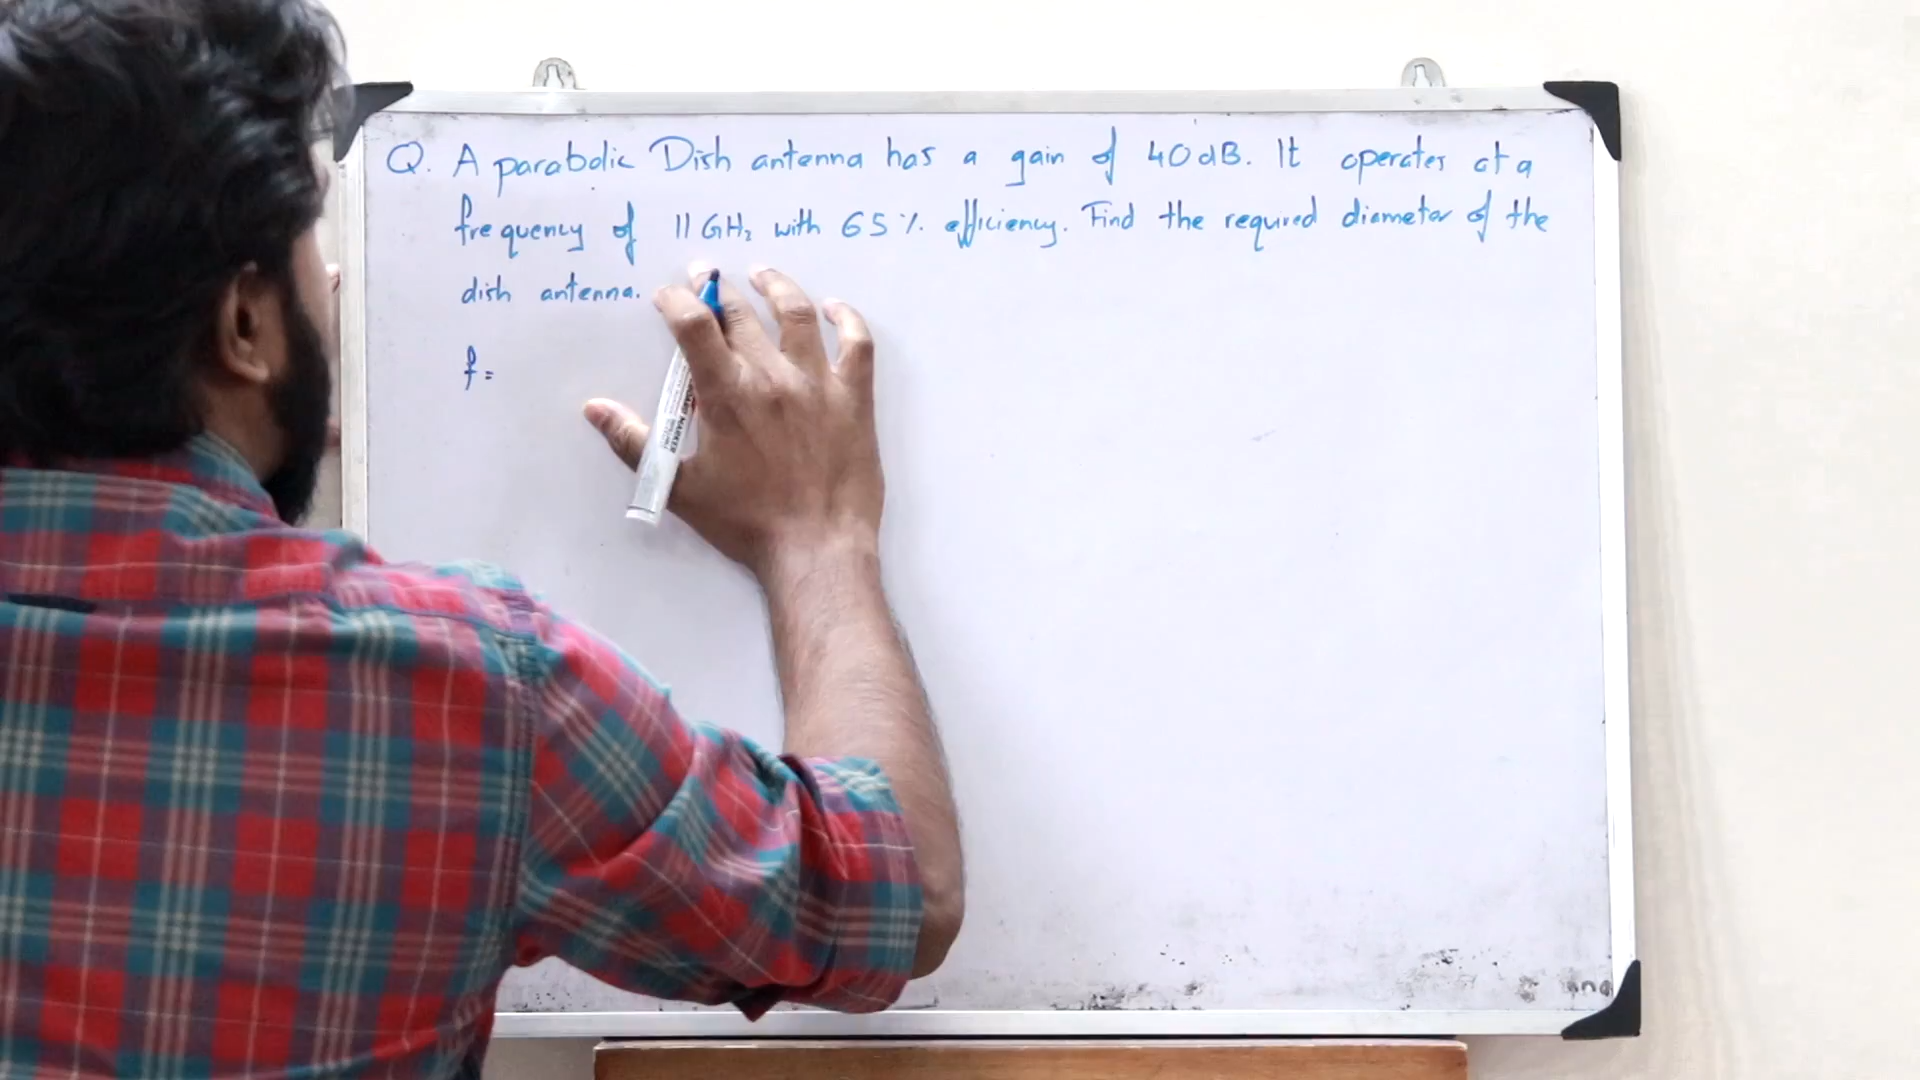 Q. A parabolic Dish antenna has a gain of 40 dB. It operates at a
frequency of 11 GHz with 65 % efficiency. Find the required diameter of the
dish antenna.
f =